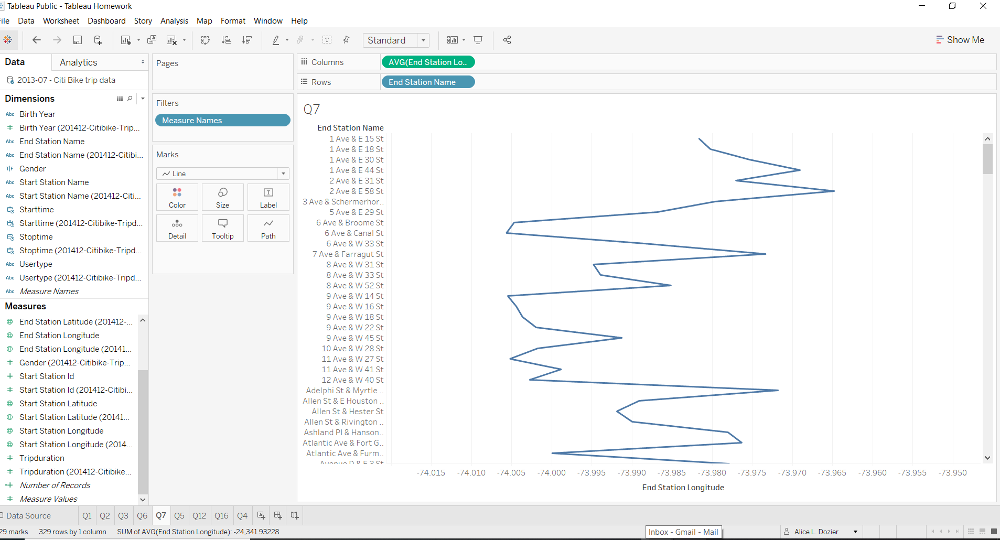 Tableau Public - Tableau Homework
File Data Worksheet Dashboard Story Analysis Map Format Window Help
Standard
Show Me
Data Analytics
2013-07 - Citi Bike trip data
Dimensions
Abc Birth Year
# Birth Year (201412-Citibike-Trip...
Abc End Station Name
Abc End Station Name (201412-Citibi...
T|F Gender
Abc Start Station Name
Abc Start Station Name (201412-Citi...
Starttime
Starttime (201412-Citibike-Tripd...
Stoptime
Stoptime (201412-Citibike-Tripd...
Abc Usertype
Abc Usertype (201412-Citibike-Tripd...
Abc Measure Names
Measures
End Station Latitude (201412-...
End Station Longitude
End Station Longitude (20141...
# Gender (201412-Citibike-Trip...
# Start Station Id
# Start Station Id (201412-Citibi...
Start Station Latitude
Start Station Latitude (20141...
Start Station Longitude
Start Station Longitude (2014...
# Tripduration
# Tripduration (201412-Citibike...
=# Number of Records
# Measure Values
Pages
Filters
Measure Names
Marks
Line
Color Size Label
Detail Tooltip Path
Columns AVG(End Station Lo..
Rows End Station Name
Q7
End Station Name
1 Ave & E 15 St
1 Ave & E 18 St
1 Ave & E 30 St
1 Ave & E 44 St
2 Ave & E 31 St
2 Ave & E 58 St
3 Ave & Schermerhor..
5 Ave & E 29 St
6 Ave & Broome St
6 Ave & Canal St
6 Ave & W 33 St
7 Ave & Farragut St
8 Ave & W 31 St
8 Ave & W 33 St
8 Ave & W 52 St
9 Ave & W 14 St
9 Ave & W 16 St
9 Ave & W 18 St
9 Ave & W 22 St
9 Ave & W 45 St
10 Ave & W 28 St
11 Ave & W 27 St
11 Ave & W 41 St
12 Ave & W 40 St
Adelphi St & Myrtle ..
Allen St & E Houston ..
Allen St & Hester St
Allen St & Rivington ..
Ashland Pl & Hanson..
Atlantic Ave & Fort G..
Atlantic Ave & Furm..
Avenue D & E 3 St
-74.015 -74.010 -74.005 -74.000 -73.995 -73.990 -73.985 -73.980 -73.975 -73.970 -73.965 -73.960 -73.955 -73.950
End Station Longitude
Data Source Q1 Q2 Q3 Q6 Q7 Q5 Q12 Q16 Q4
29 marks 329 rows by 1 column SUM of AVG(End Station Longitude): -24,341.93228
Inbox - Gmail - Mail
Alice L. Dozier